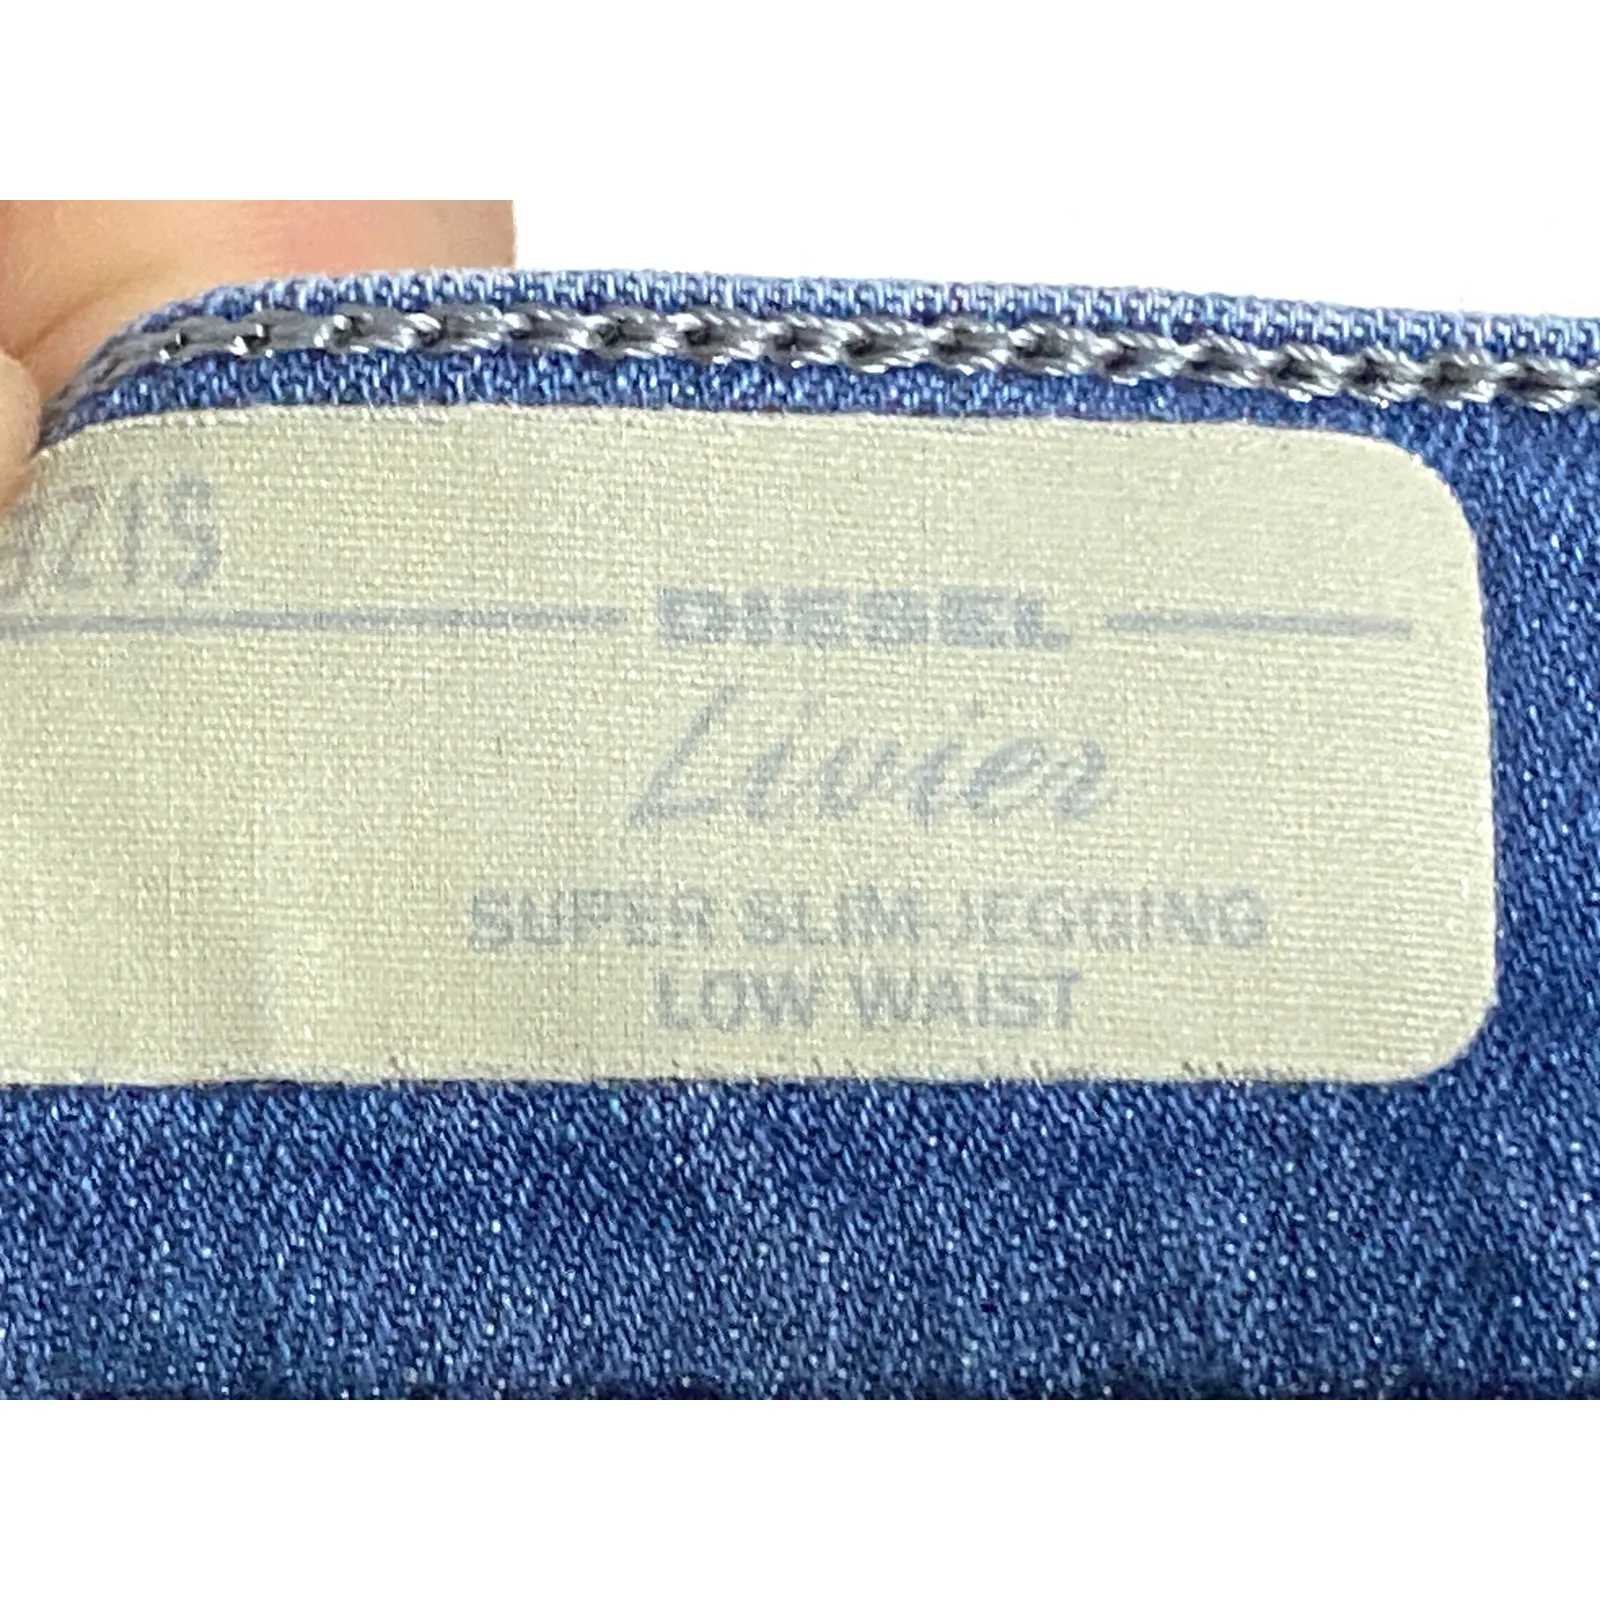 DIESEL
Livier
SUPER SLIM-JEGGING
LOW WAIST